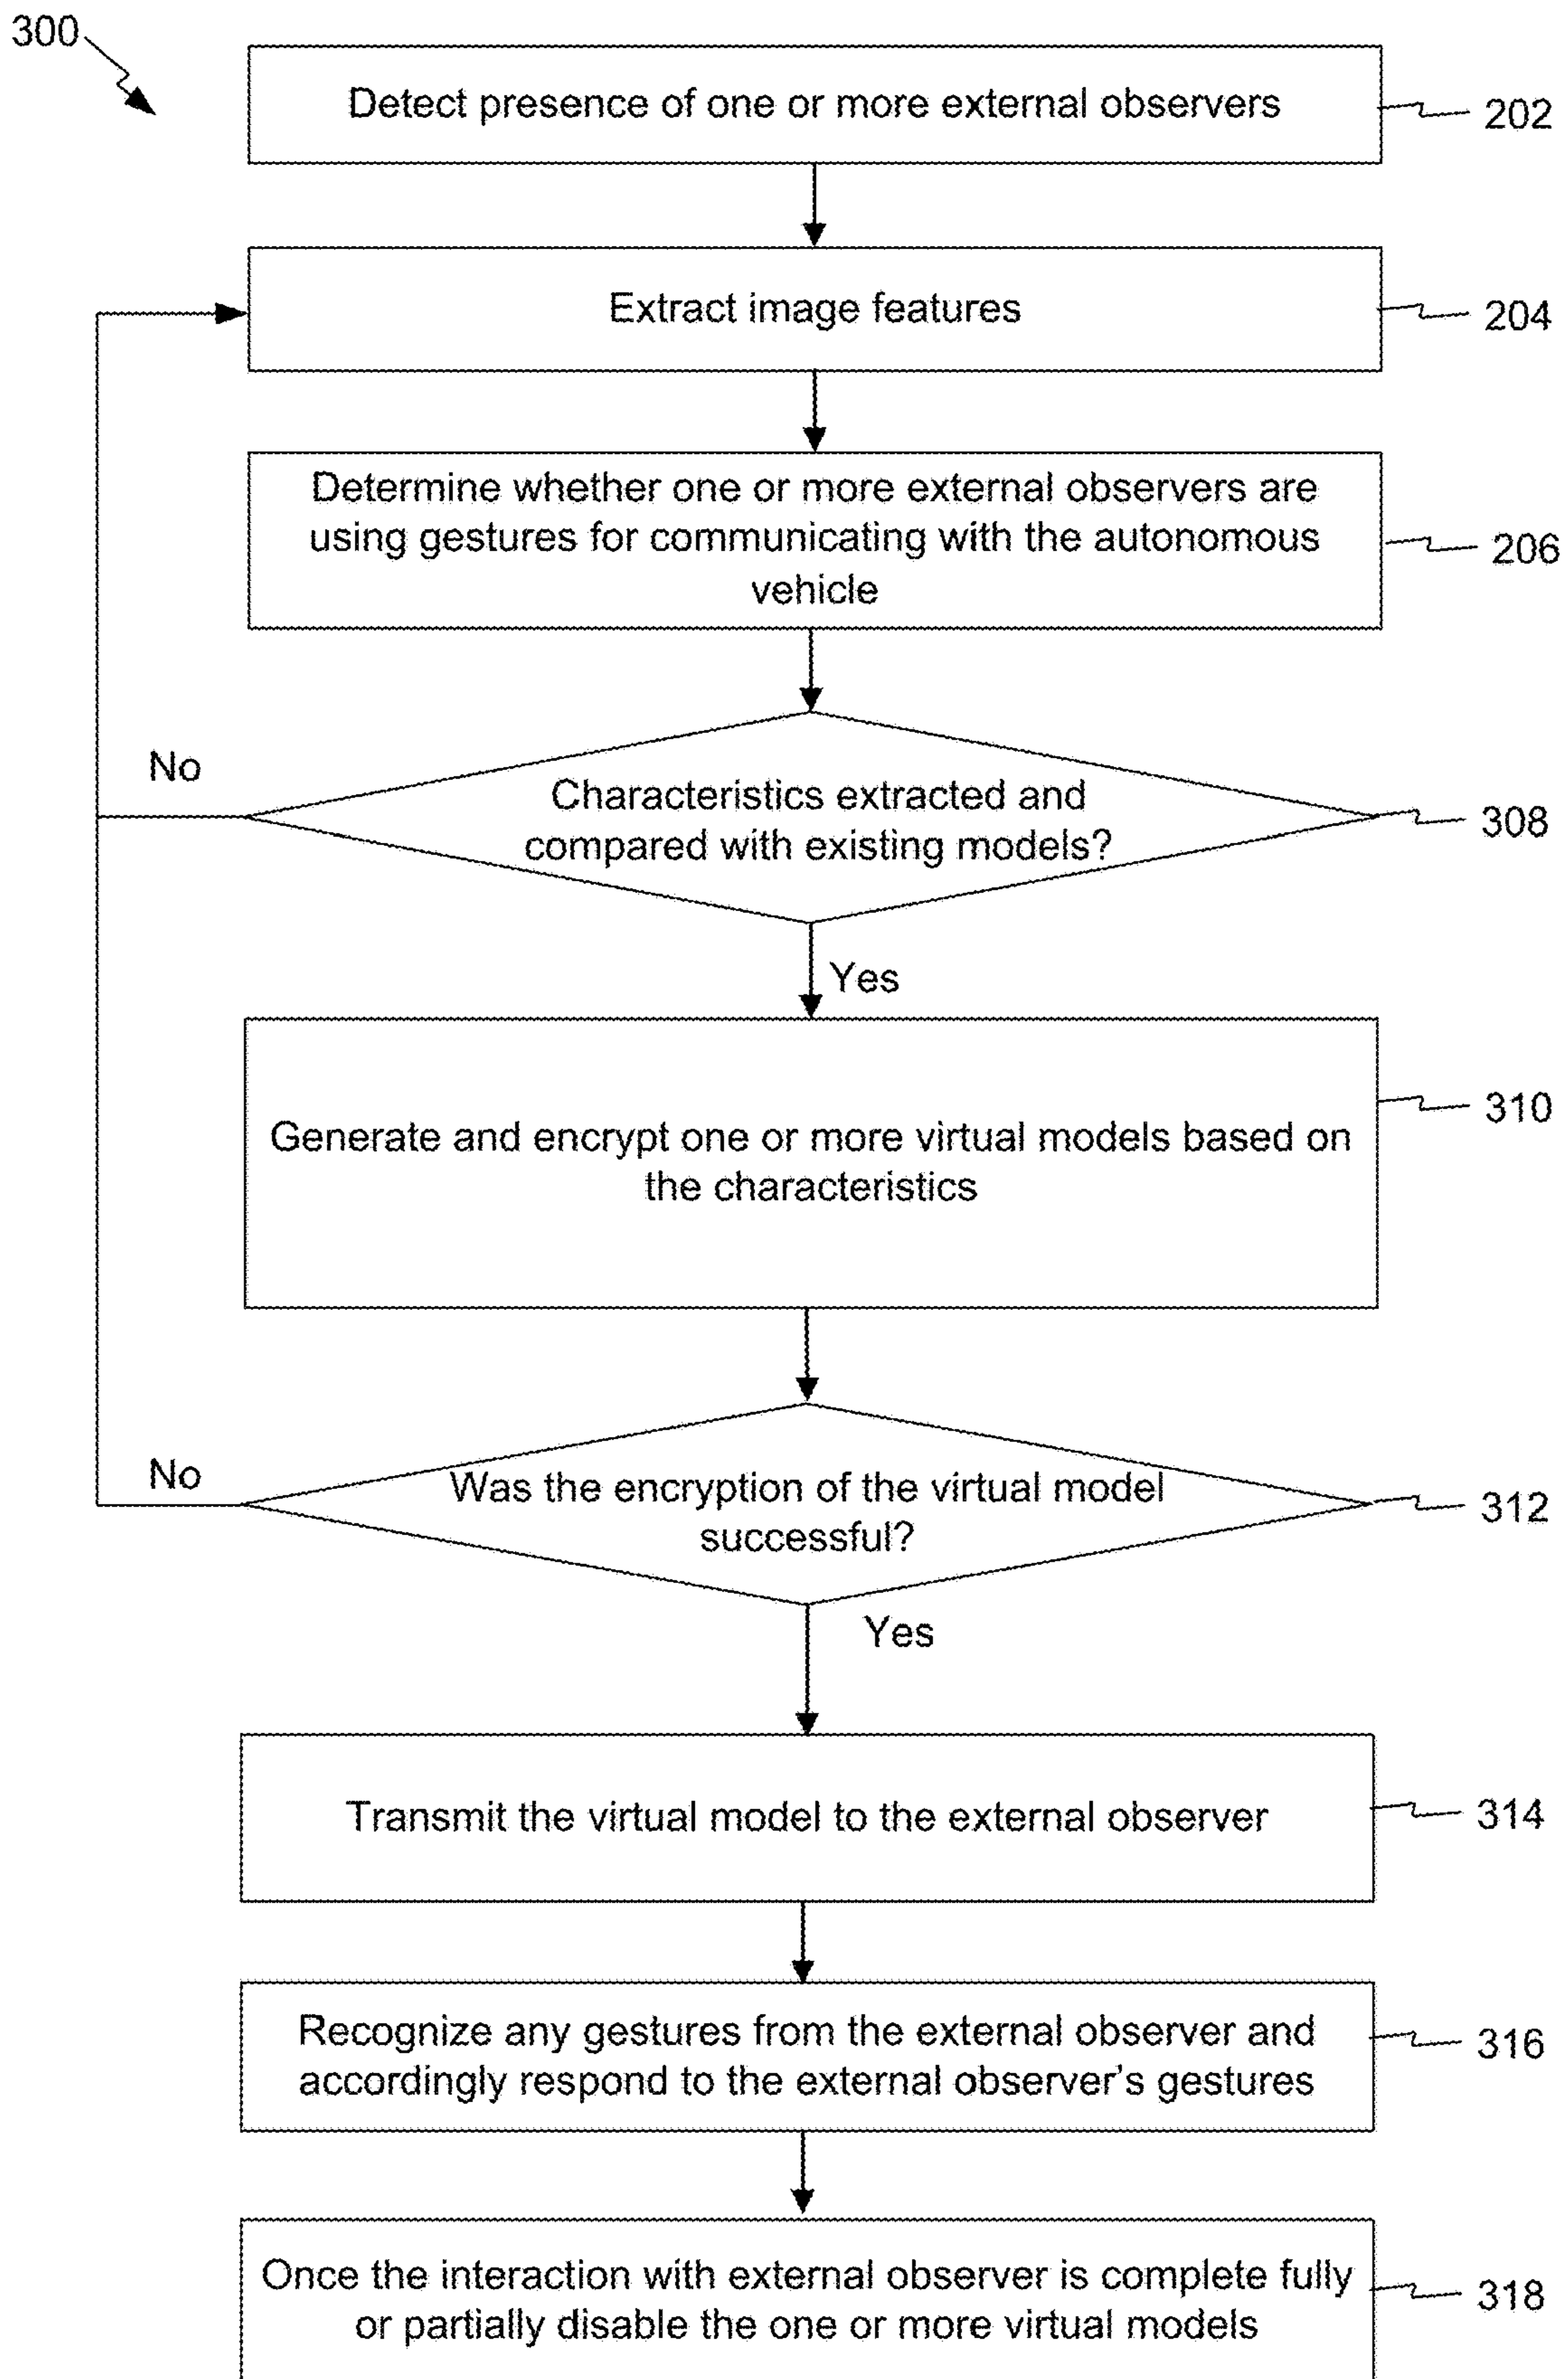 300
Detect presence of one or more external observers
202
Extract image features
204
Determine whether one or more external observers are
using gestures for communicating with the autonomous
vehicle
206
No
Characteristics extracted and
compared with existing models?
308
Yes
Generate and encrypt one or more virtual models based on
the characteristics
310
No
Was the encryption of the virtual model
successful?
312
Yes
Transmit the virtual model to the external observer
314
Recognize any gestures from the external observer and
accordingly respond to the external observer's gestures
316
Once the interaction with external observer is complete fully
or partially disable the one or more virtual models
318